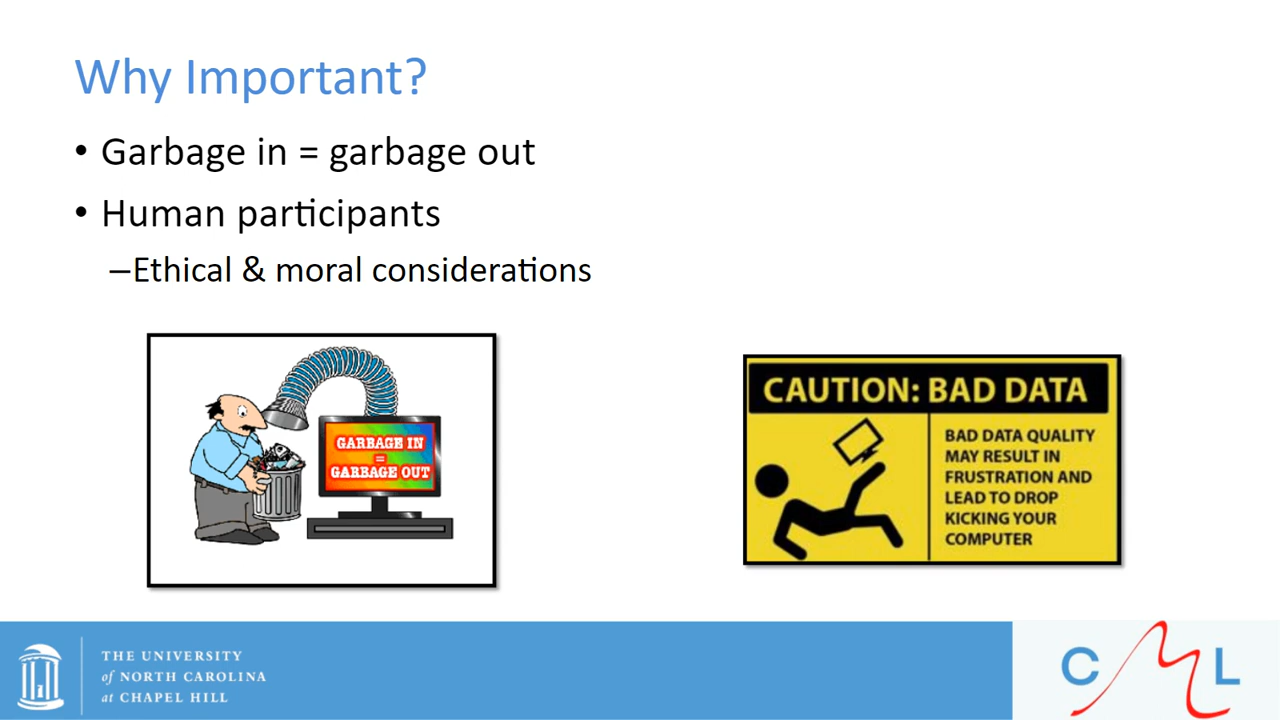 Why Important?
• Garbage in = garbage out
• Human participants
–Ethical & moral considerations
GARBAGE IN
=
GARBAGE OUT
CAUTION: BAD DATA
BAD DATA QUALITY
MAY RESULT IN
FRUSTRATION AND
LEAD TO DROP
KICKING YOUR
COMPUTER
THE UNIVERSITY
of NORTH CAROLINA
at CHAPEL HILL
CML